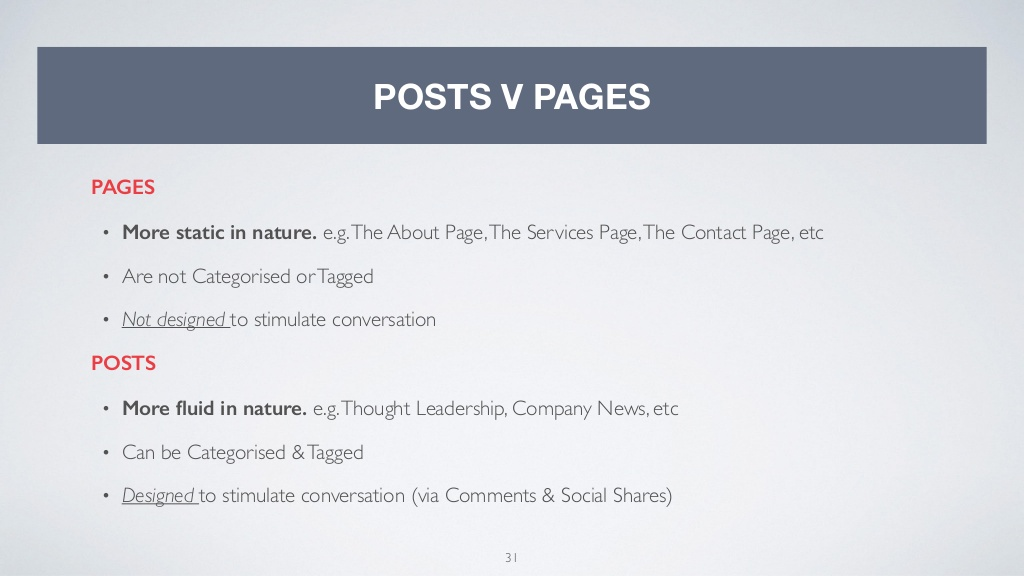 POSTS V PAGES
PAGES
• More static in nature. e.g. The About Page, The Services Page, The Contact Page, etc
• Are not Categorised or Tagged
• Not designed to stimulate conversation
POSTS
• More fluid in nature. e.g. Thought Leadership, Company News, etc
• Can be Categorised & Tagged
• Designed to stimulate conversation (via Comments & Social Shares)
31